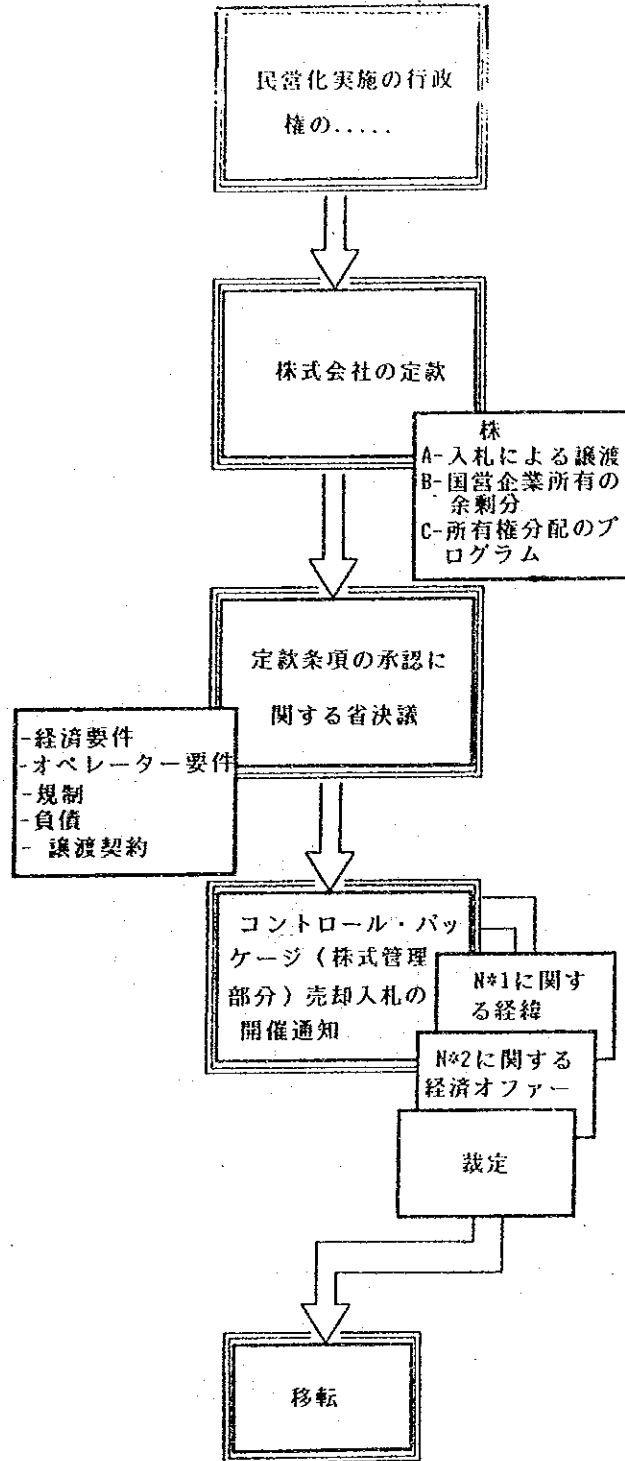 民営化実施の行政
権の.....
株式会社の定款
株
A-入札による譲渡
B-国営企業所有の
余剰分
C-所有権分配のプ
ログラム
定款条項の承認に
関する省決議
-経済要件
-オペレーター要件
-規制
-負債
- 譲渡契約
コントロール・パッ
ケージ(株式管理
部分)売却入札の
開催通知
N*1に関す
る経緯
N*2に関する
経済オファー
裁定
移転